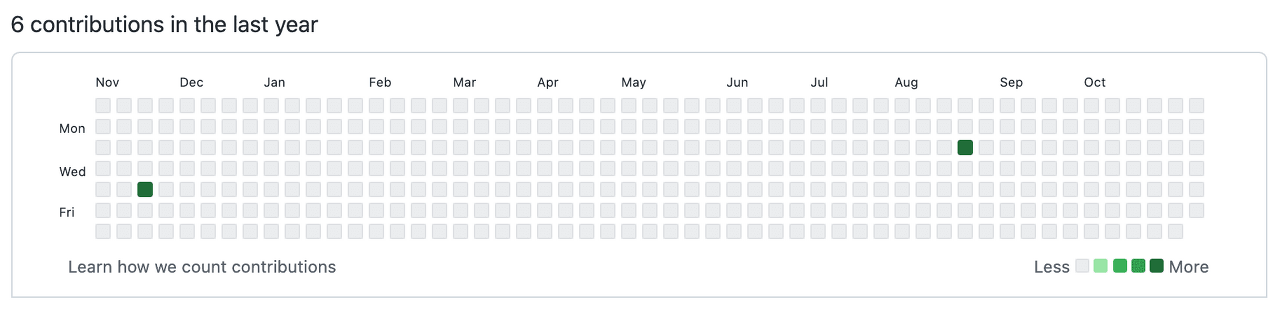 6 contributions in the last year
Nov Dec Jan Feb Mar Apr May Jun Jul Aug Sep Oct
Mon
Wed
Fri
Learn how we count contributions
Less More